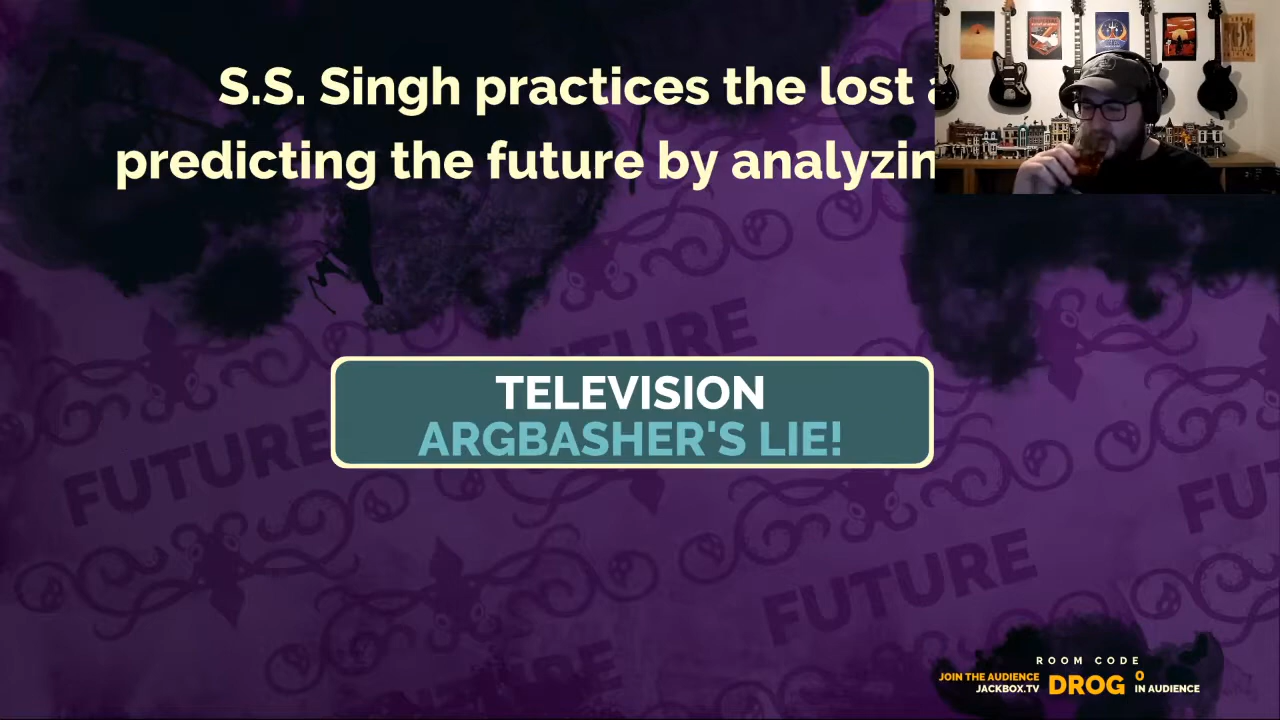 S.S. Singh practices the lost
predicting the future by analyzin
FUTURE
TELEVISION
ARGBASHER'S LIE!
FUTURE
FU
FUTURE
ROOM CODE
JOIN THE AUDIENCE
JACKBOX.TV
DROG
0
IN AUDIENCE